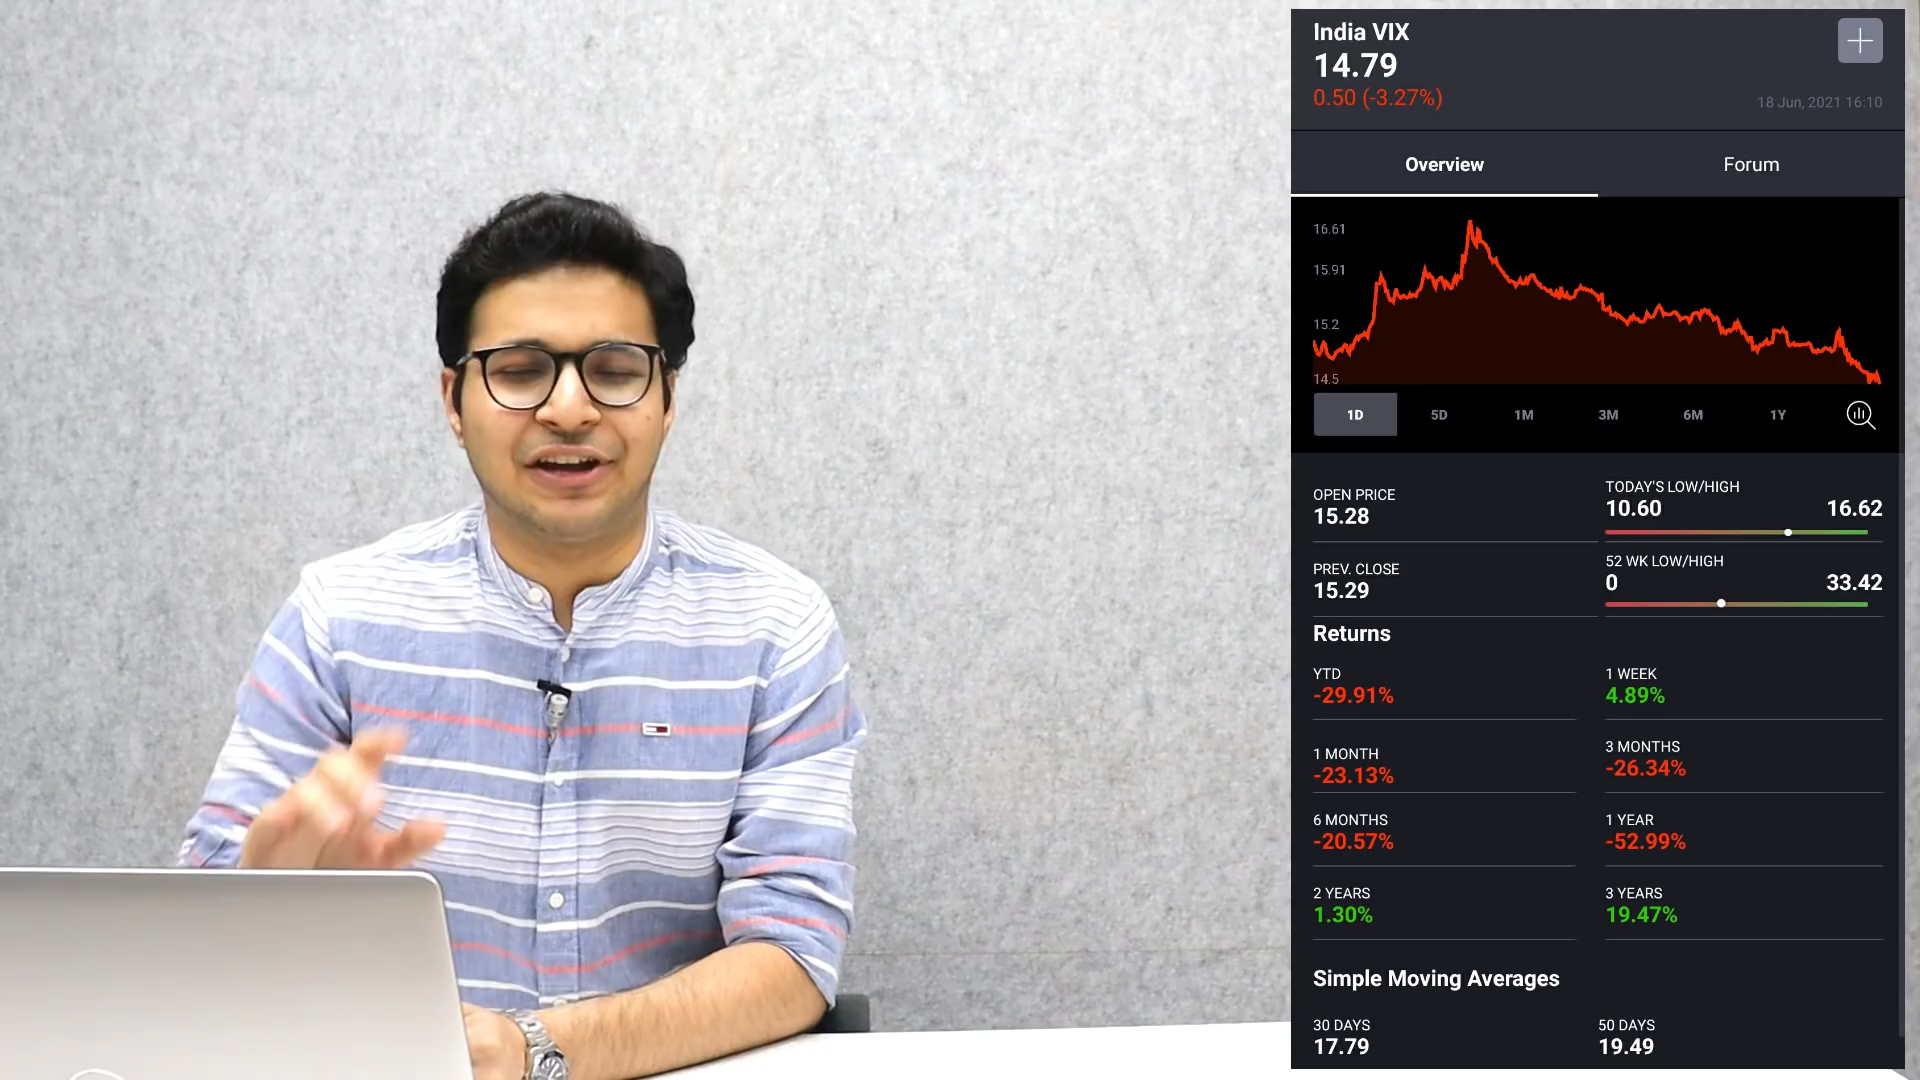 India VIX
14.79
0.50 (-3.27%)
18 Jun, 2021 16:10
Overview
Forum
16.61
15.91
15.2
14.5
1D 5D 1M 3M 6M 1Y
OPEN PRICE
15.28
TODAY'S LOW/HIGH
10.60 16.62
PREV. CLOSE
15.29
52 WK LOW/HIGH
0 33.42
Returns
YTD
-29.91%
1 WEEK
4.89%
1 MONTH
-23.13%
3 MONTHS
-26.34%
6 MONTHS
-20.57%
1 YEAR
-52.99%
2 YEARS
1.30%
3 YEARS
19.47%
Simple Moving Averages
30 DAYS
17.79
50 DAYS
19.49